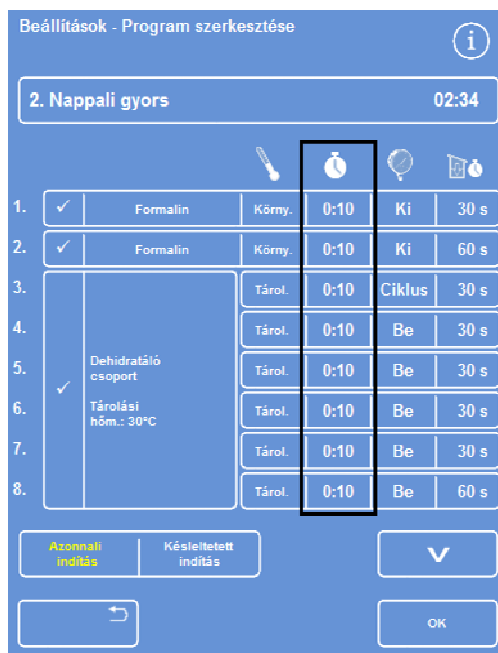 Beállítások - Program szerkesztése
i
2. Nappali gyors 02:34
1. ✓ Formalin Körny. 0:10 Ki 30 s
2. ✓ Formalin Körny. 0:10 Ki 60 s
3. Tárol. 0:10 Ciklus 30 s
4. Tárol. 0:10 Be 30 s
5. Dehidratáló Tárol. 0:10 Be 30 s
csoport
✓
6. Tárolási Tárol. 0:10 Be 30 s
hőm.: 30°C
7. Tárol. 0:10 Be 30 s
8. Tárol. 0:10 Be 60 s
Azonnali Késleltetett
indítás indítás
OK